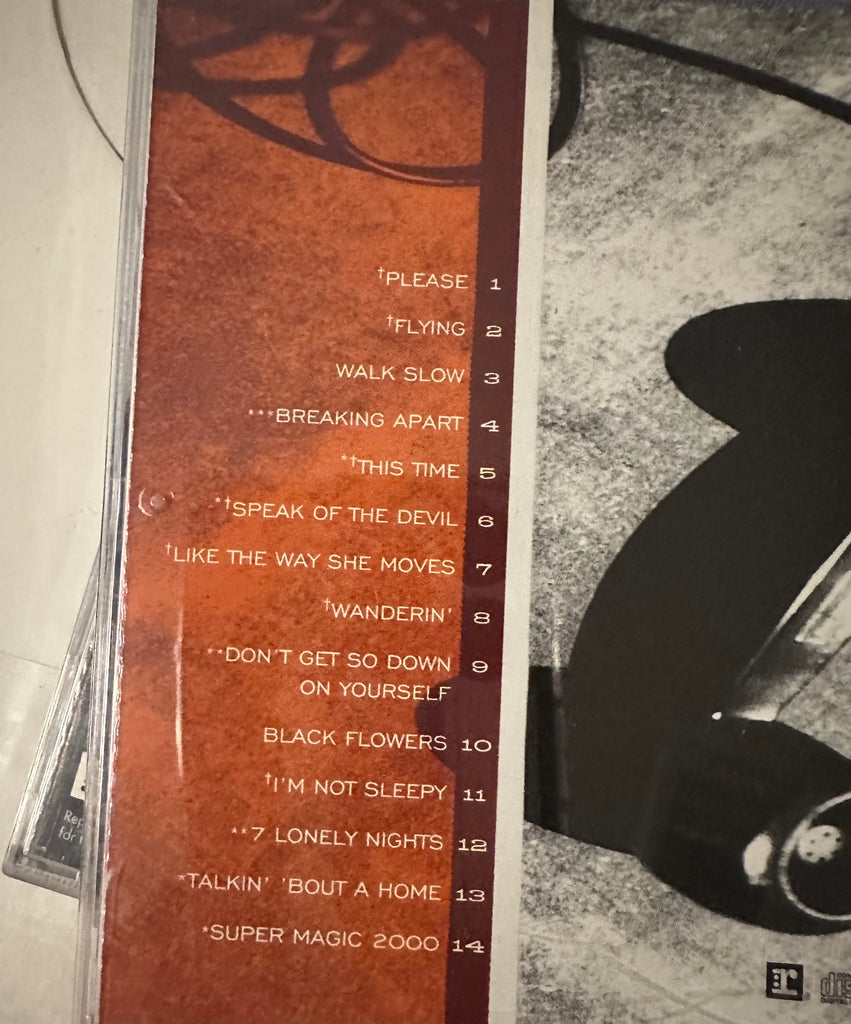 †PLEASE 1
†FLYING 2
WALK SLOW 3
***BREAKING APART 4
*†THIS TIME 5
*†SPEAK OF THE DEVIL 6
†LIKE THE WAY SHE MOVES 7
†WANDERIN' 8
**DON'T GET SO DOWN 9
ON YOURSELF
BLACK FLOWERS 10
†I'M NOT SLEEPY 11
**7 LONELY NIGHTS 12
*TALKIN' 'BOUT A HOME 13
*SUPER MAGIC 2000 14
r